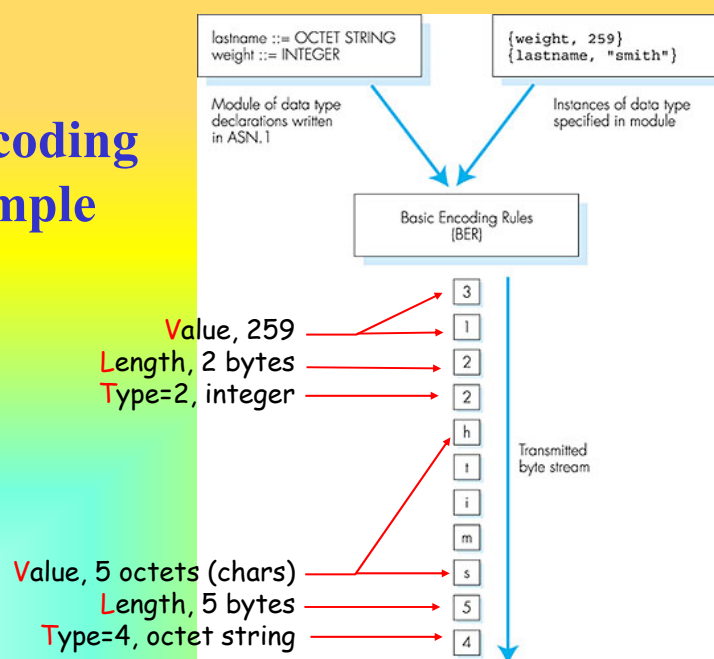 lastname ::= OCTET STRING
weight ::= INTEGER
{weight, 259}
{lastname, "smith"}
Module of data type
declarations written
in ASN.1
Instances of data type
specified in module
coding
mple
Basic Encoding Rules
(BER)
3
Value, 259
1
Length, 2 bytes
2
Type=2, integer
2
h
t
i
m
Transmitted
byte stream
Value, 5 octets (chars)
s
Length, 5 bytes
5
Type=4, octet string
4